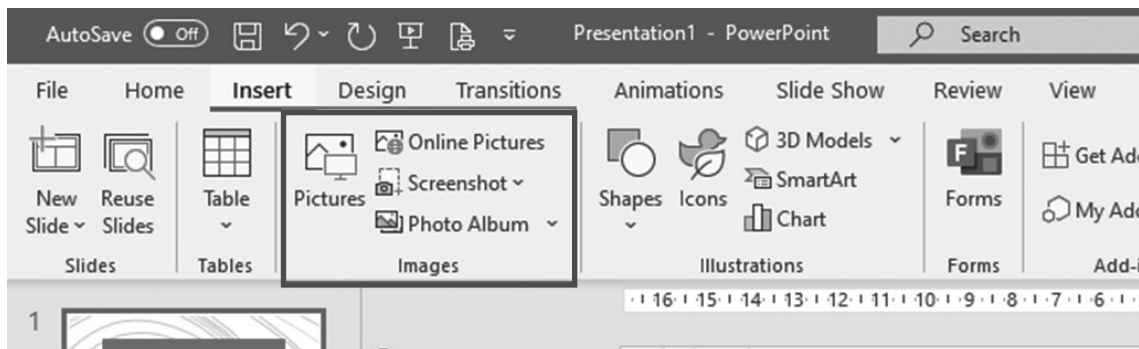 AutoSave Off Presentation1 - PowerPoint Search
File Home Insert Design Transitions Animations Slide Show Review View
New Slide
Reuse Slides
Slides
Table
Tables
Pictures
Online Pictures
Screenshot
Photo Album
Images
Shapes
Icons
3D Models
SmartArt
Chart
Illustrations
F
Forms
Forms
Get Ad
My Add
Add-i
16 15 14 13 12 11 10 9 8 7 6
1